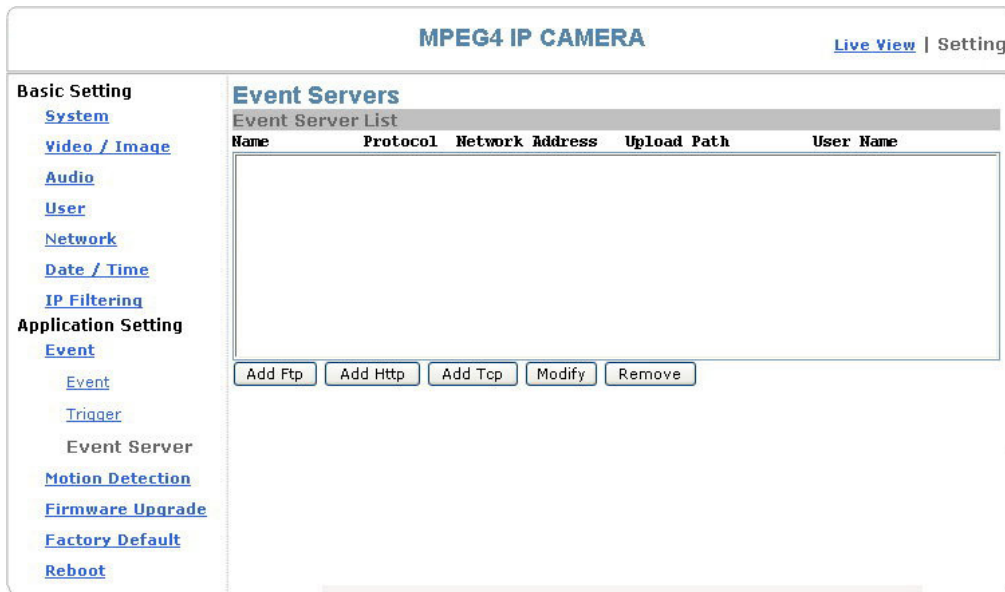 MPEG4 IP CAMERA
Live View | Setting
Basic Setting
System
Video / Image
Audio
User
Network
Date / Time
IP Filtering
Application Setting
Event
Event
Trigger
Event Server
Motion Detection
Firmware Upgrade
Factory Default
Reboot
Event Servers
Event Server List
Name Protocol Network Address Upload Path User Name
Add Ftp Add Http Add Tcp Modify Remove